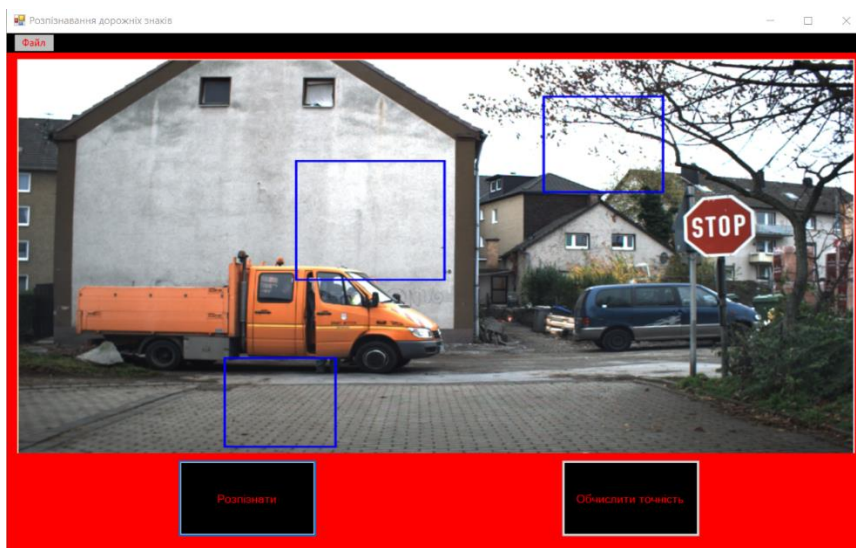 Розпізнавання дорожніх знаків
Файл
STOP
Розпізнати
Обчислити точність